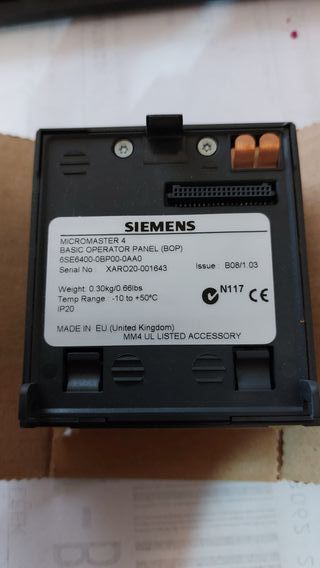 SIEMENS
MICROMASTER 4
BASIC OPERATOR PANEL (BOP)
6SE6400-0BP00-0AA0
Serial No XARO20-001643 Issure : B08/1.03
Weight: 0.30kg/0.66lbs
Temp Range : -10 to +50°C
IP20
N117 CE
MADE IN EU (United Kingdom)
MM4 UL LISTED ACCESSORY